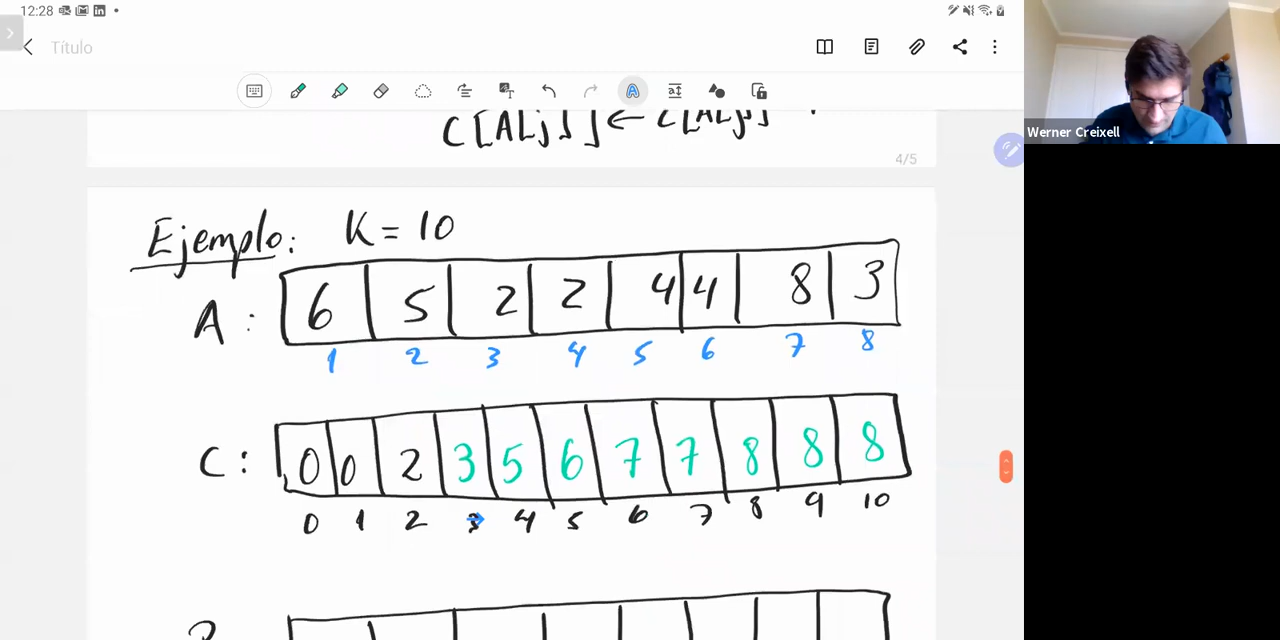 12:28
Título
Werner Creixell
C[A[j]] ← C[A[j]]
4/5
Ejemplo: K = 10
A: 6 5 2 2 4 4 8 3
1 2 3 4 5 6 7 8
C: 0 0 2 3 5 6 7 7 8 8 8
0 1 2 3 4 5 6 7 8 9 10